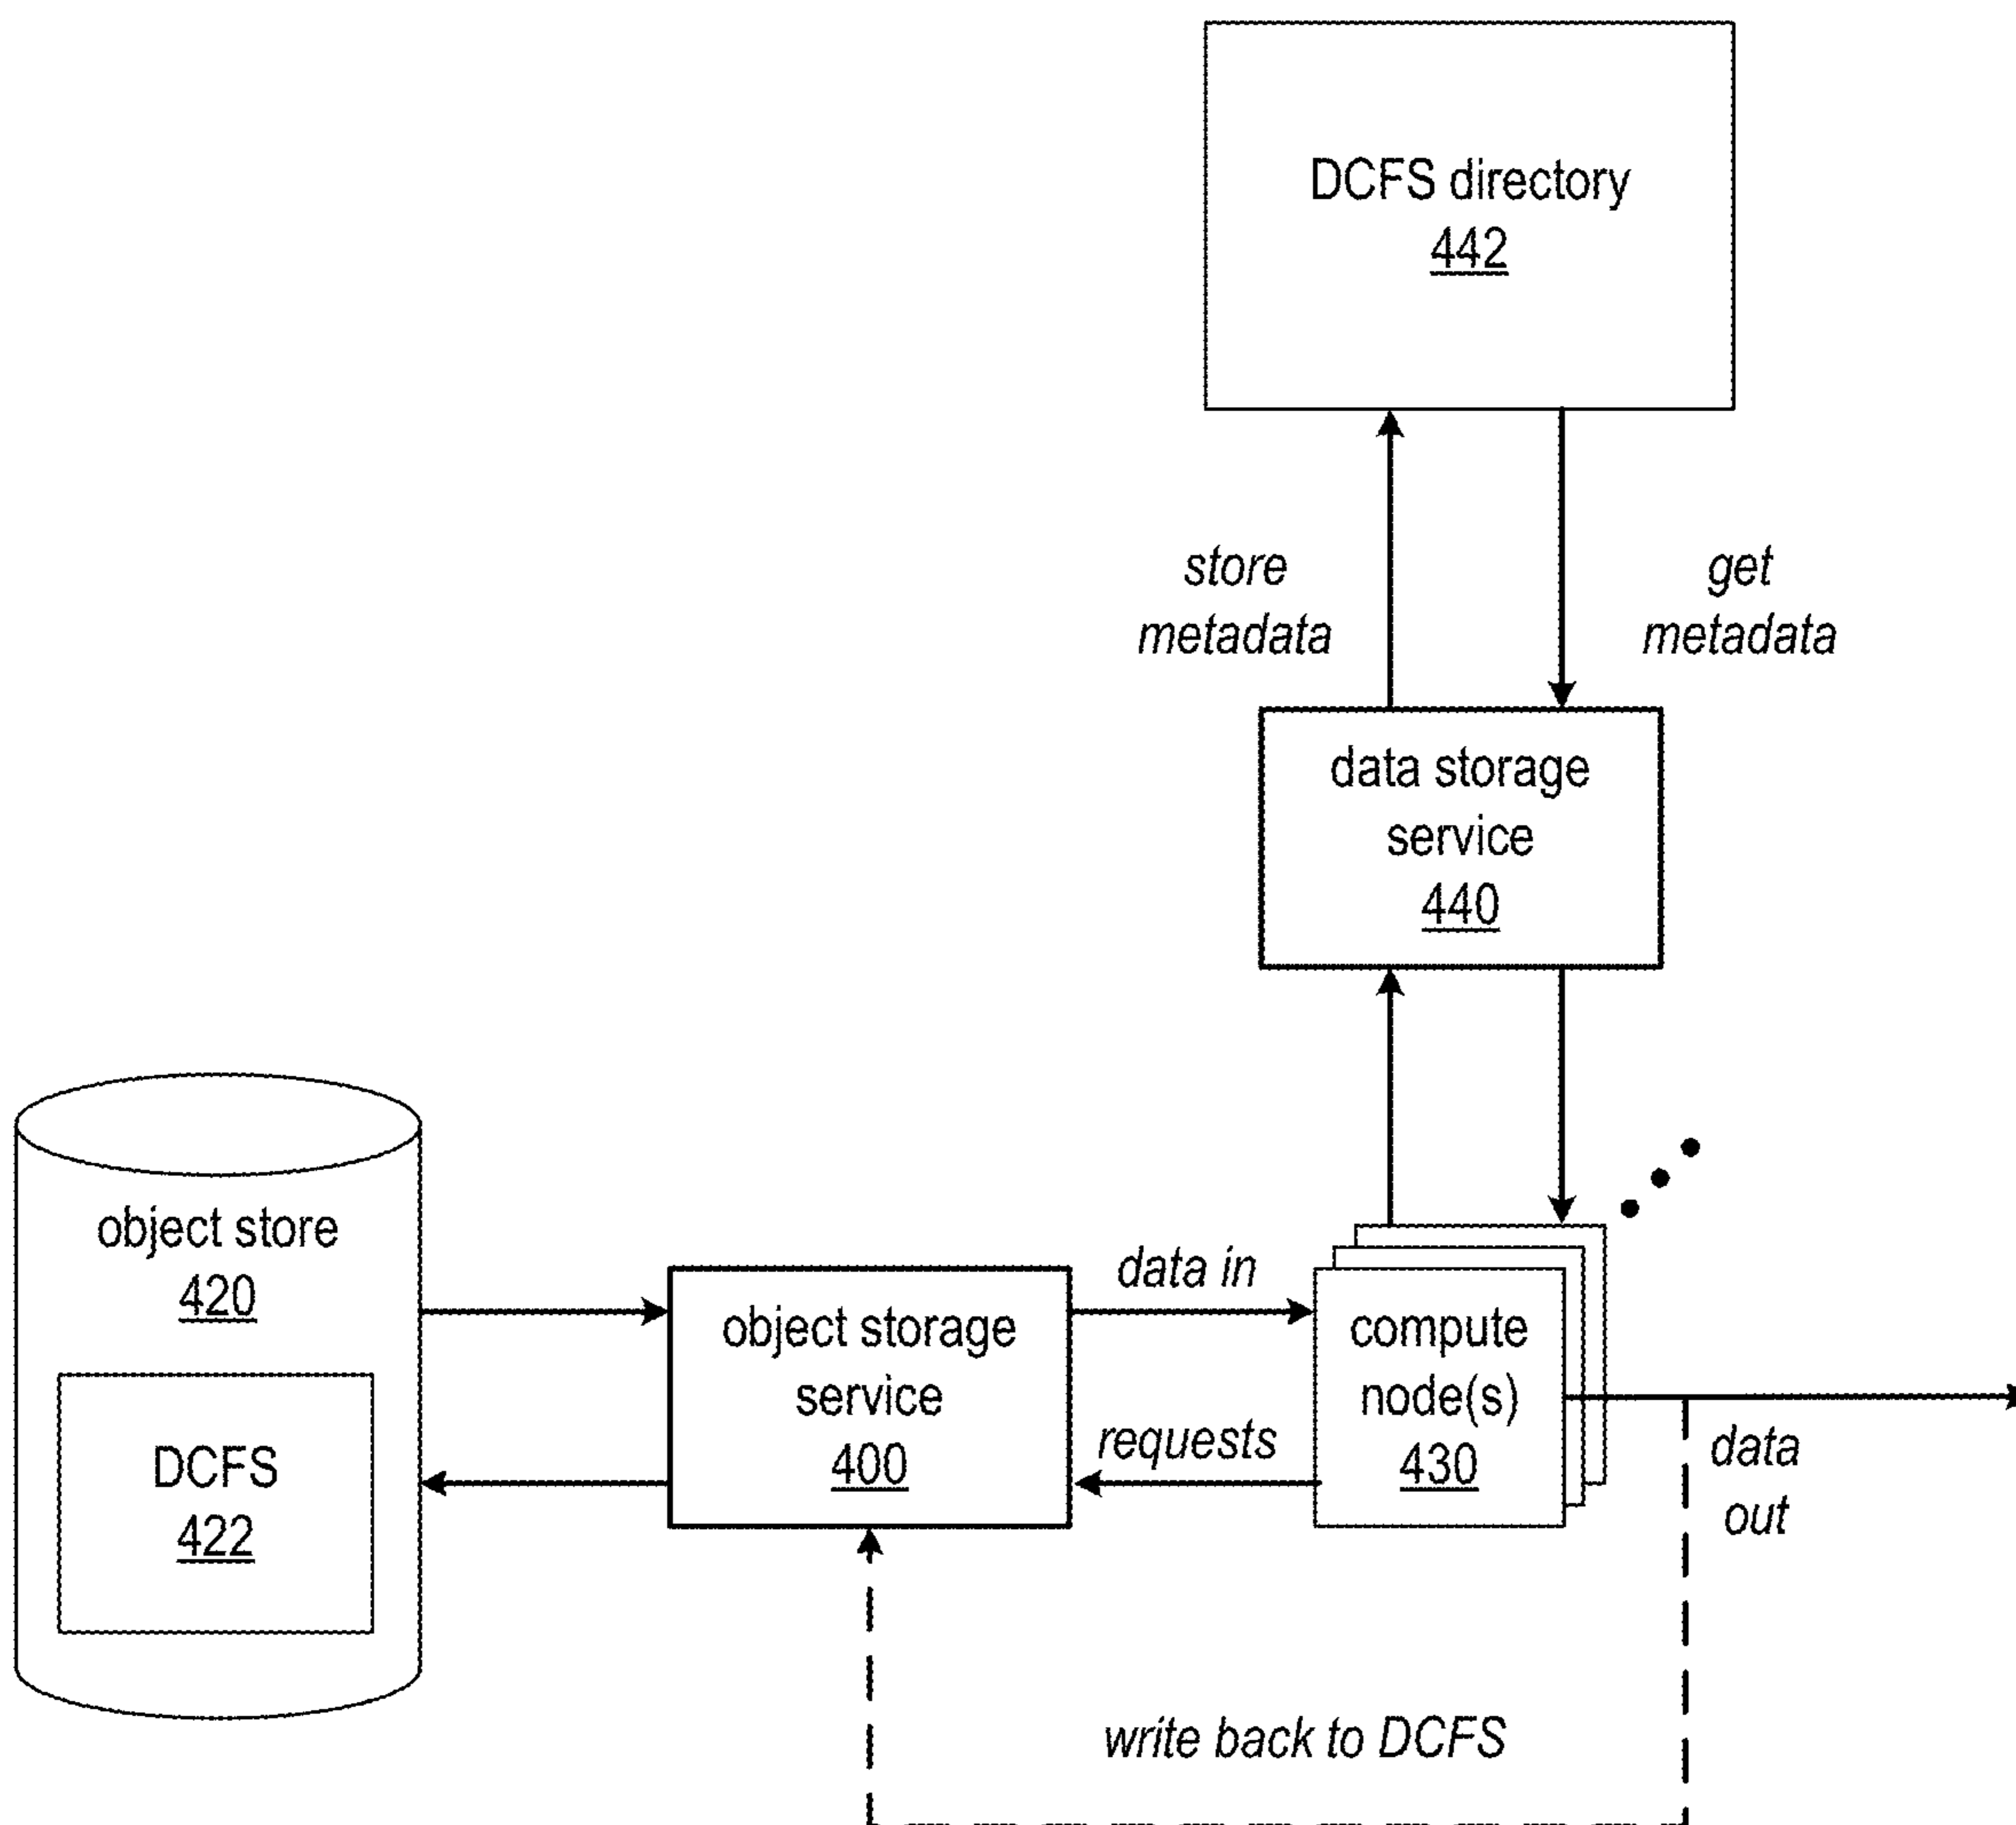 DCFS directory
442
store
metadata
get
metadata
data storage
service
440
object store
420
DCFS
422
object storage
service
400
data in
requests
compute
node(s)
430
data
out
write back to DCFS